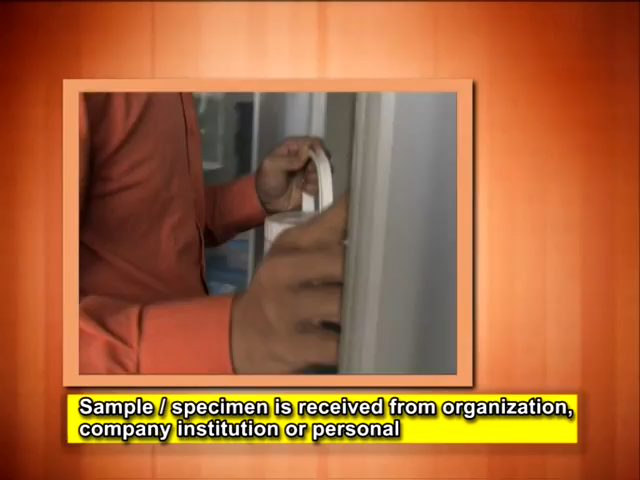 Sample / specimen is received from organization,
company institution or personal